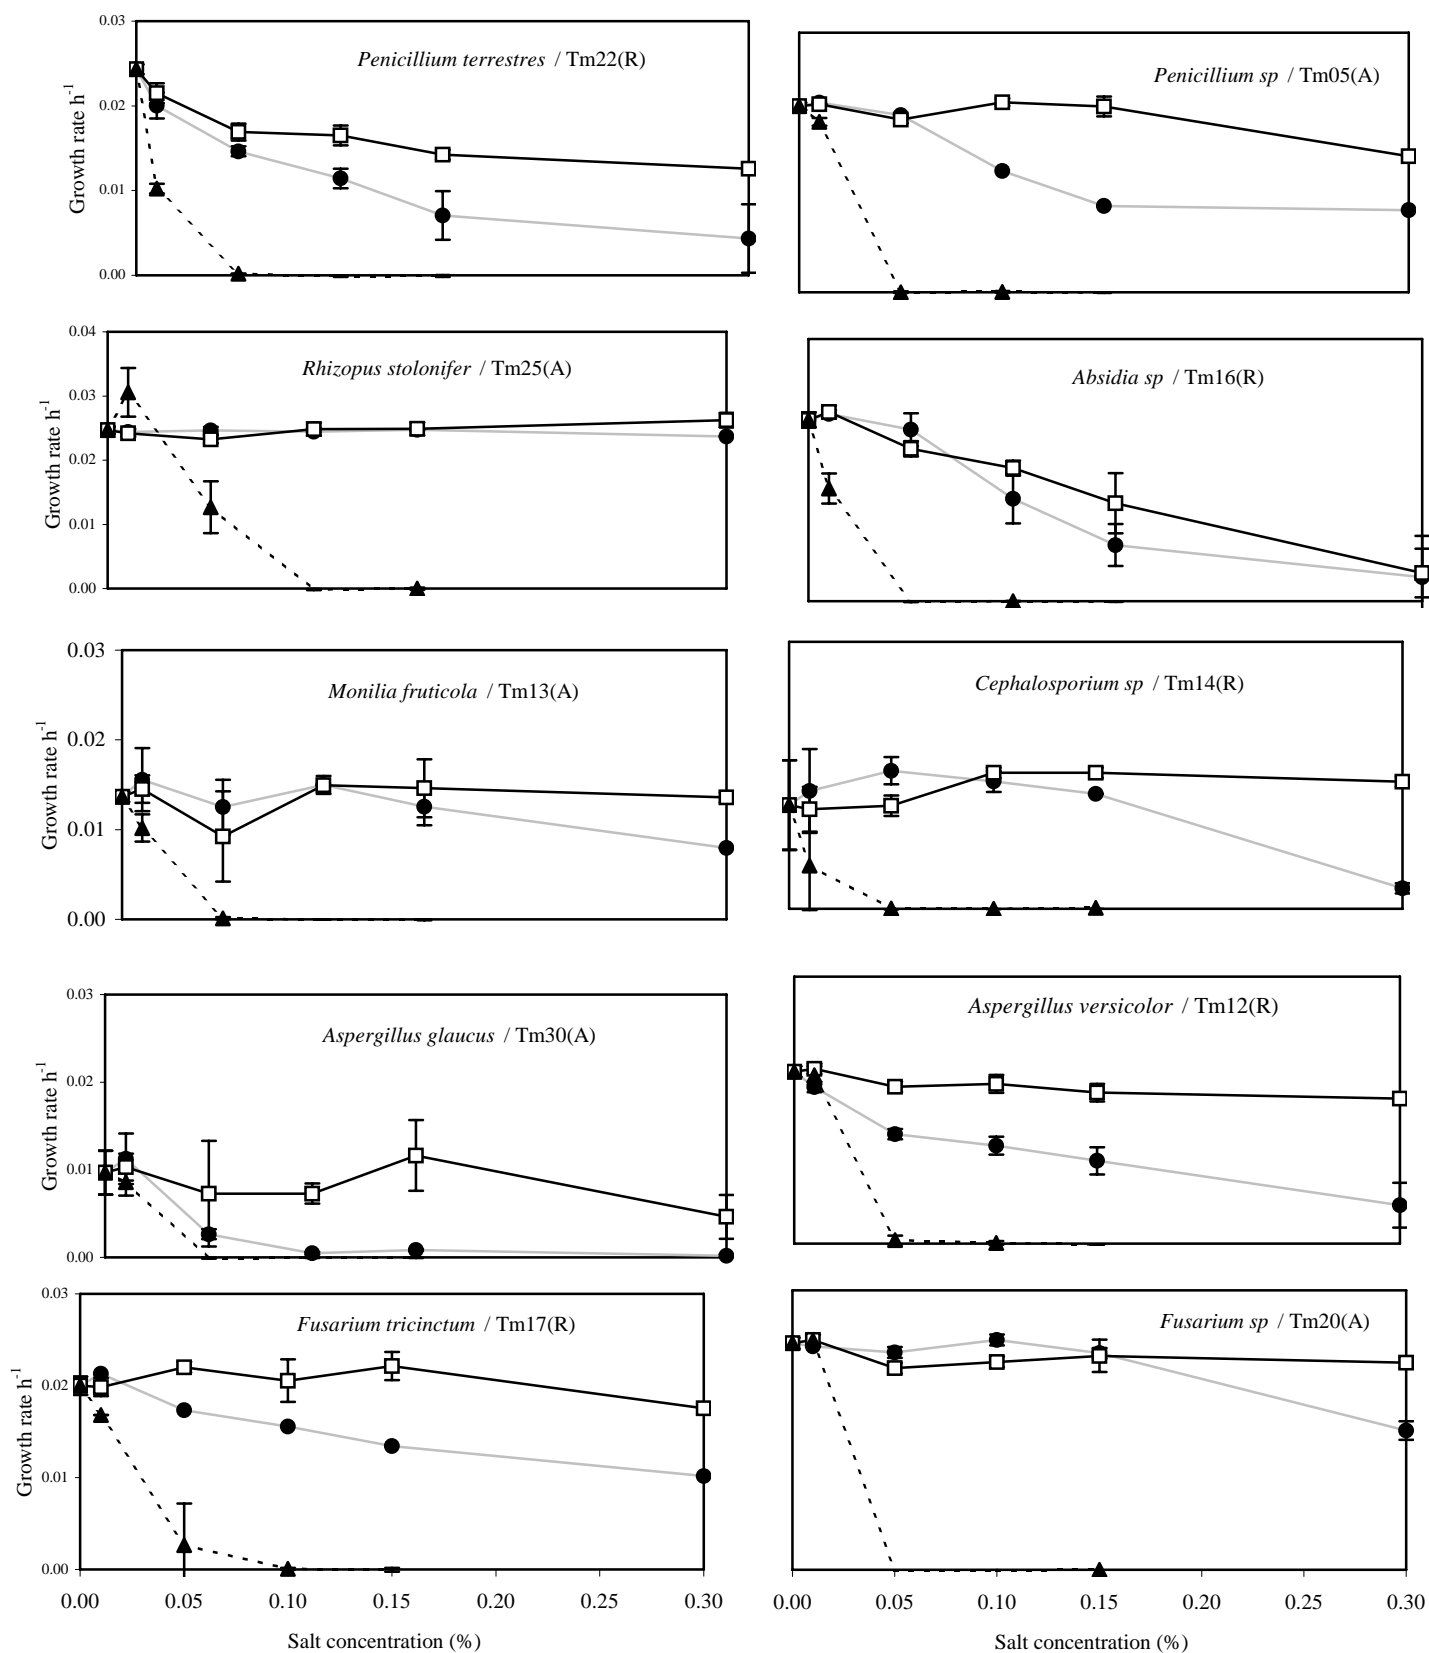 0.03
Penicillium terrestres / Tm22(R)
0.02
0.01
0.00
Growth rate h-1
Penicillium sp / Tm05(A)
0.04
Rhizopus stolonifer / Tm25(A)
0.03
0.02
0.01
0.00
Growth rate h-1
Absidia sp / Tm16(R)
0.03
Monilia fruticola / Tm13(A)
0.02
0.01
0.00
Growth rate h-1
Cephalosporium sp / Tm14(R)
0.03
Aspergillus glaucus / Tm30(A)
0.02
0.01
0.00
Growth rate h-1
Aspergillus versicolor / Tm12(R)
0.03
Fusarium tricinctum / Tm17(R)
0.02
0.01
0.00
Growth rate h-1
0.00 0.05 0.10 0.15 0.20 0.25 0.30
Salt concentration (%)
Fusarium sp / Tm20(A)
0.00 0.05 0.10 0.15 0.20 0.25 0.30
Salt concentration (%)